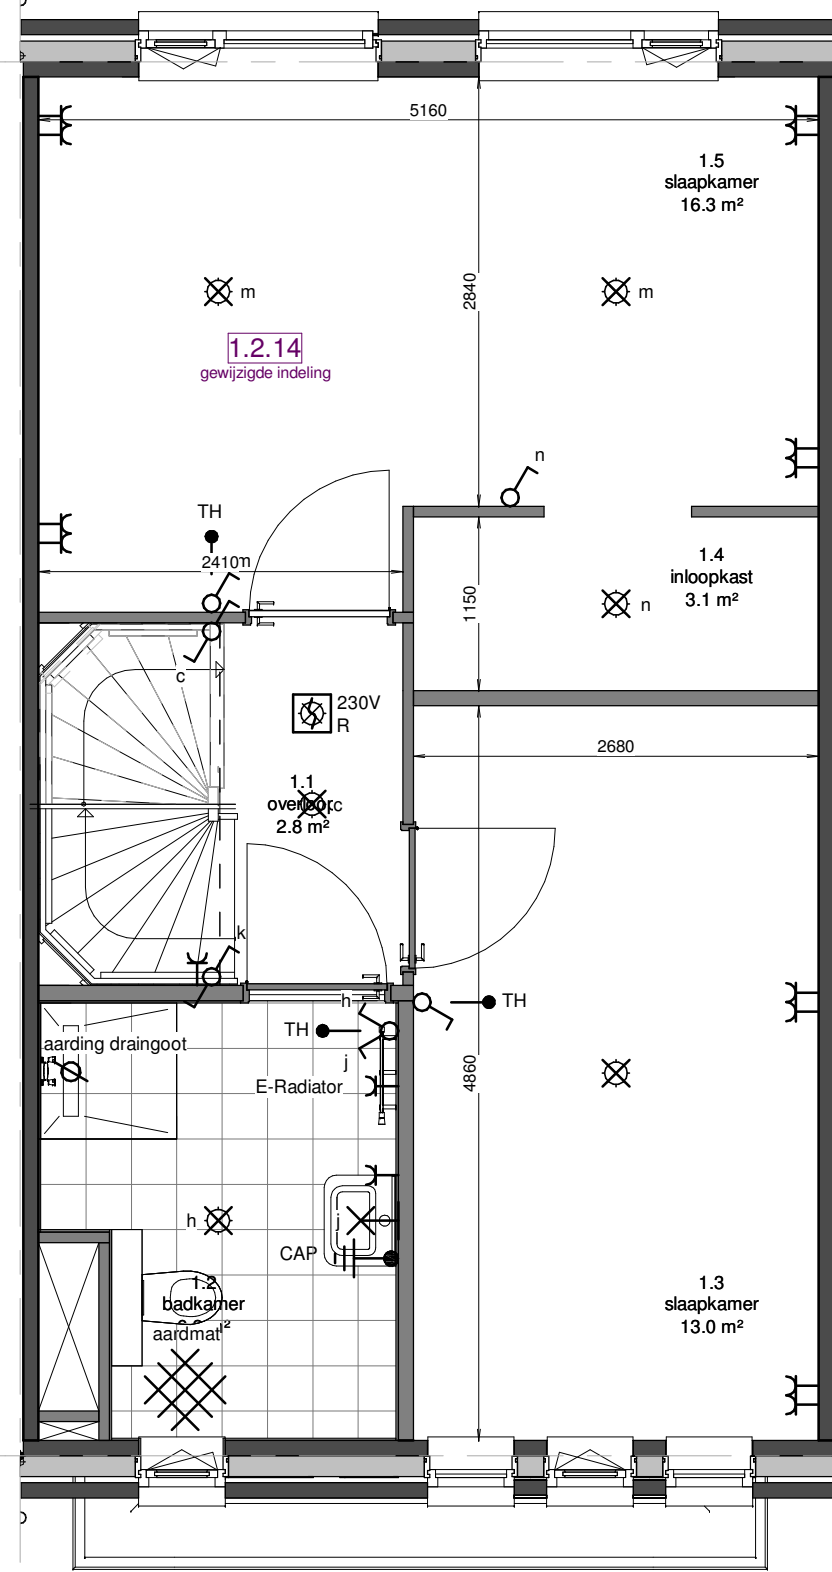 5160
1.5
slaapkamer
16.3 m²
2840
m
m
1.2.14
gewijzigde indeling
n
TH
2410
m
1.4
inloopkast
3.1 m²
n
1150
c
230V
R
2680
1.1
overloop
c
2.8 m²
k
h
TH
TH
aarding draingoot
j
E-Radiator
4860
h
j
CAP
1.2
badkamer
aardmat
1.3
slaapkamer
13.0 m²